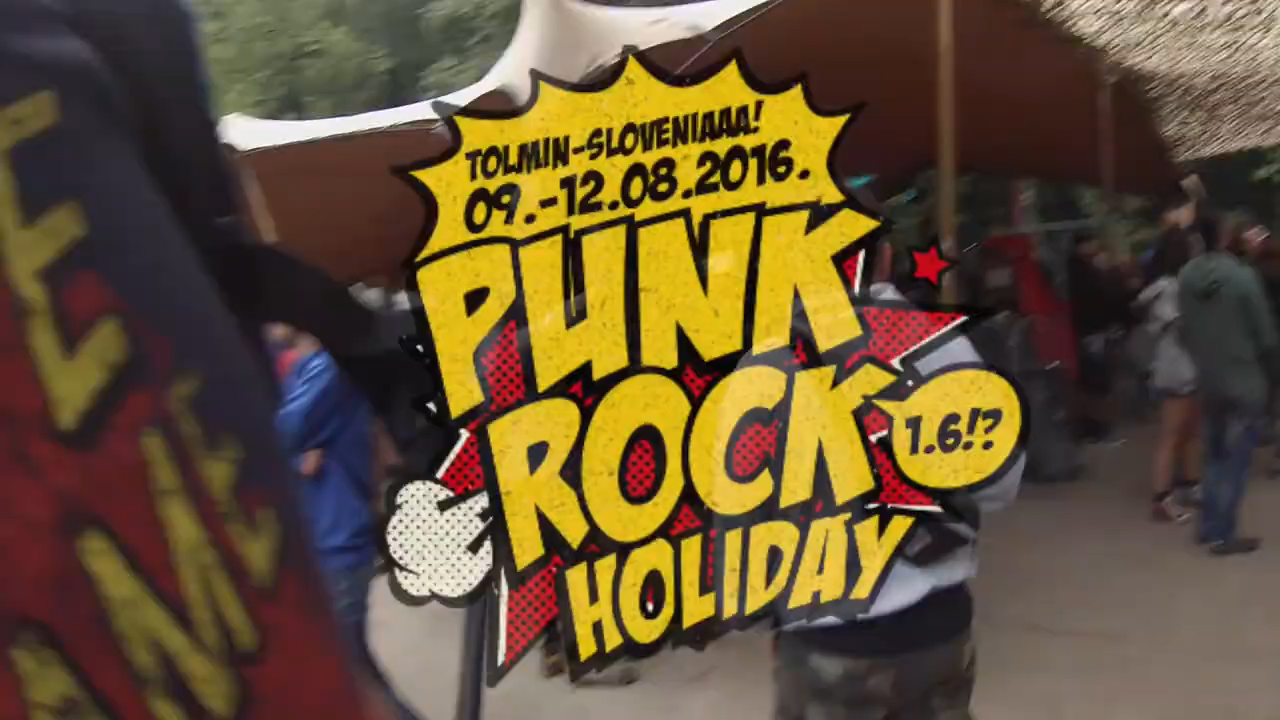 TOLMIN-SLOVENIAAA!
09.-12.08.2016.
PUNK
ROCK
1.6!?
HOLIDAY